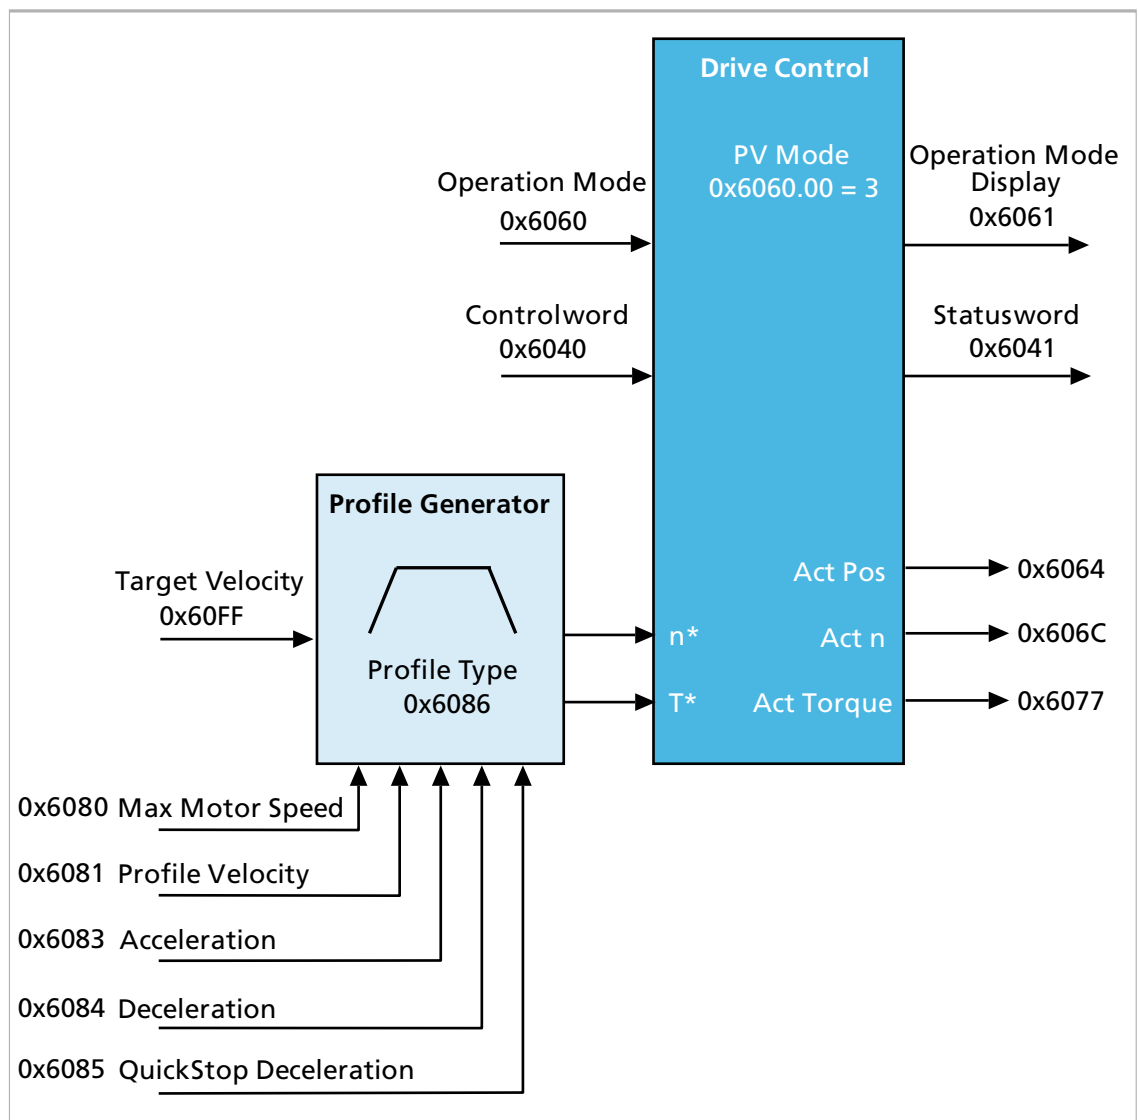 Drive Control
PV Mode
0x6060.00 = 3
Operation Mode
0x6060
Operation Mode
Display
0x6061
Controlword
0x6040
Statusword
0x6041
Profile Generator
Target Velocity
0x60FF
Profile Type
0x6086
n*
T*
Act Pos
0x6064
Act n
0x606C
Act Torque
0x6077
0x6080 Max Motor Speed
0x6081 Profile Velocity
0x6083 Acceleration
0x6084 Deceleration
0x6085 QuickStop Deceleration